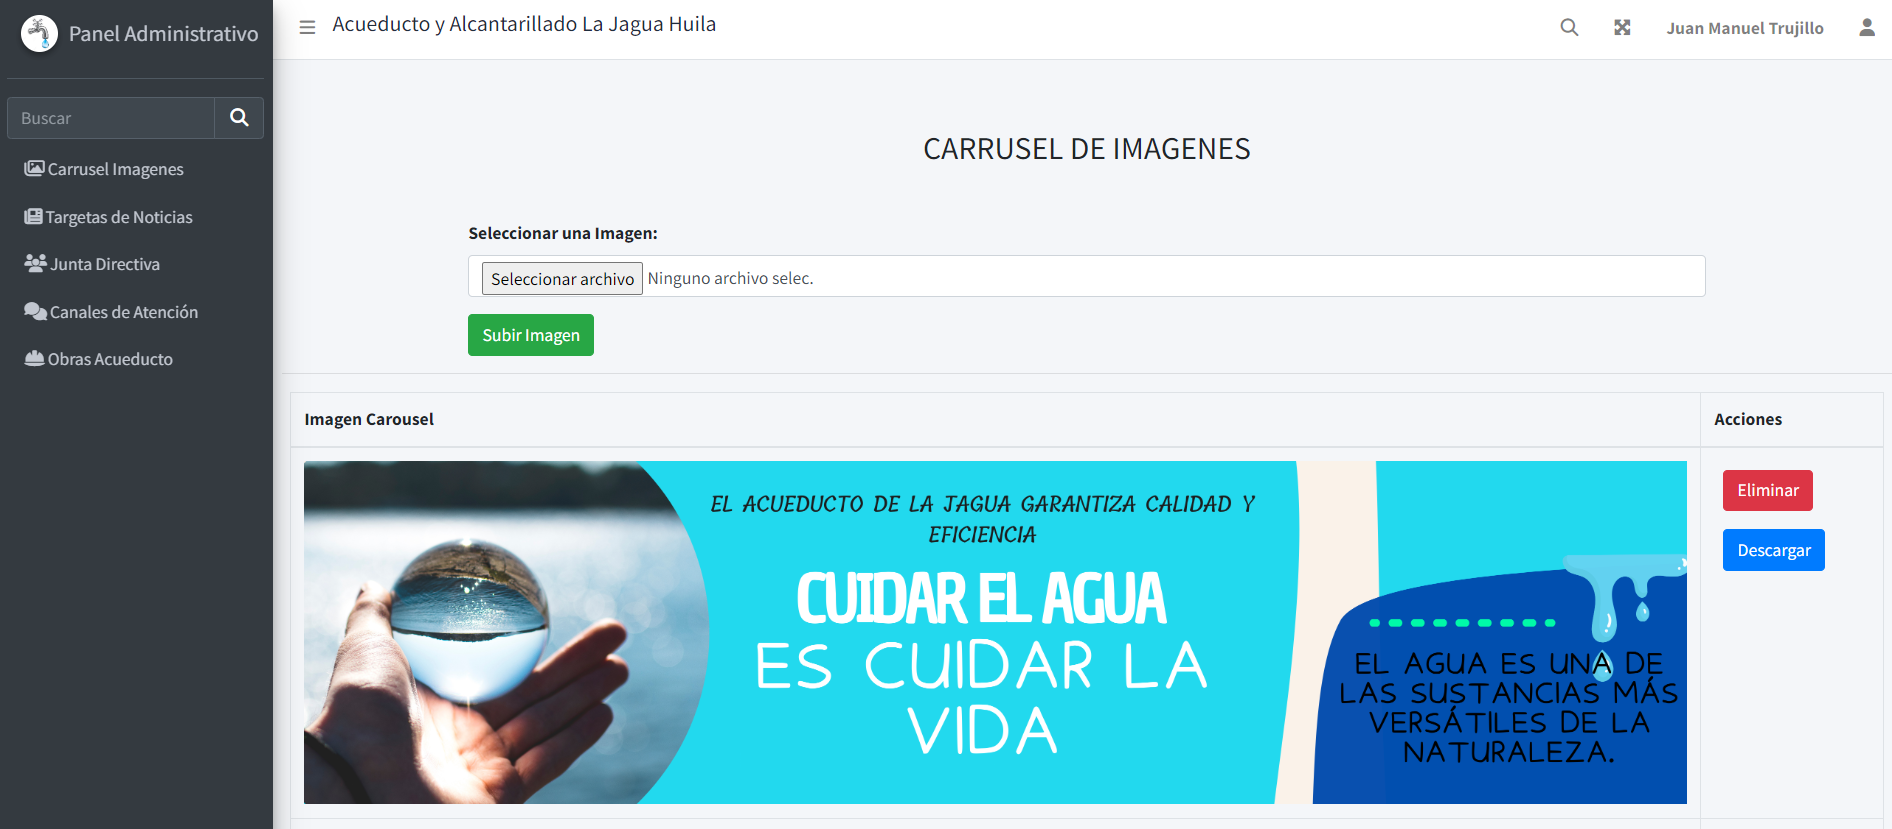 Panel Administrativo
Acueducto y Alcantarillado La Jagua Huila
Juan Manuel Trujillo
Buscar
Carrusel Imagenes
Targetas de Noticias
Junta Directiva
Canales de Atención
Obras Acueducto
CARRUSEL DE IMAGENES
Seleccionar una Imagen:
Seleccionar archivo Ninguno archivo selec.
Subir Imagen
Imagen Carousel
Acciones
EL ACUEDUCTO DE LA JAGUA GARANTIZA CALIDAD Y
EFICIENCIA
CUIDAR EL AGUA
ES CUIDAR LA
VIDA
EL AGUA ES UNA DE
LAS SUSTANCIAS MÁS
VERSÁTILES DE LA
NATURALEZA.
Eliminar
Descargar